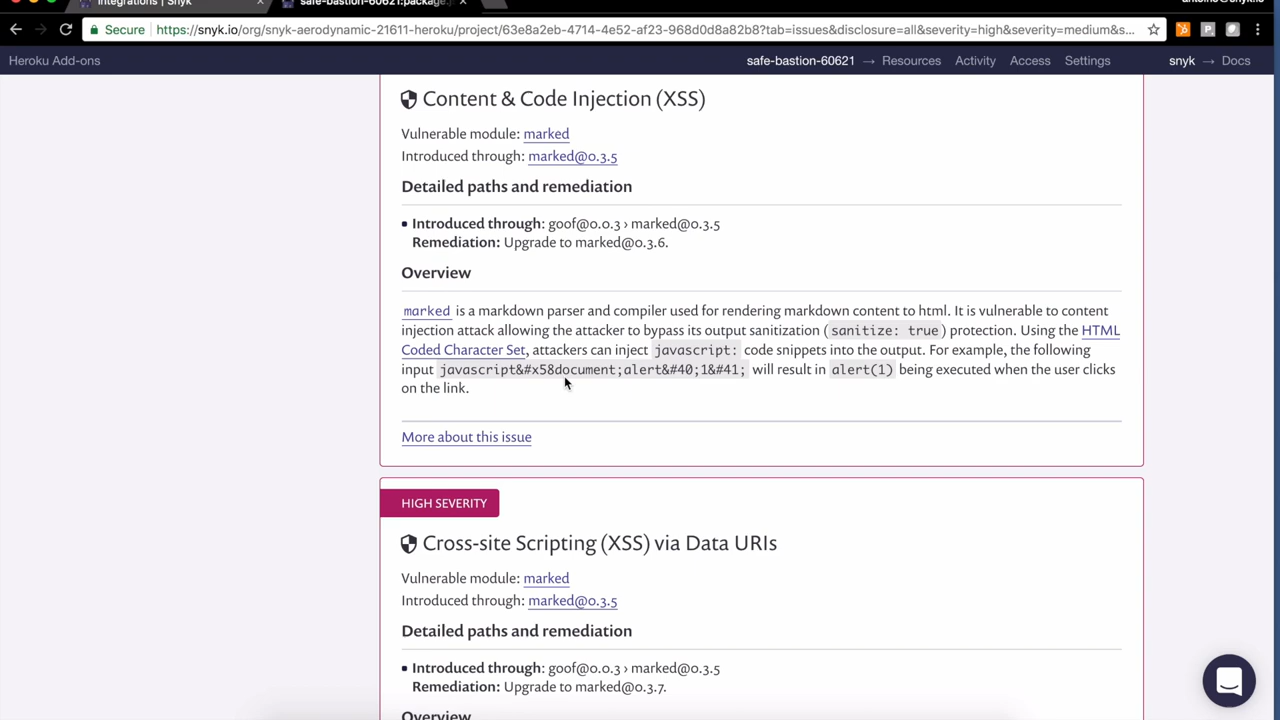 Integrations | Snyk
safe-bastion-60621:package.j
Secure https://snyk.io/org/snyk-aerodynamic-21611-heroku/project/63e8a2eb-4714-4e52-af23-968d0d8a82b8?tab=issues&disclosure=all&severity=high&severity=medium&s...
Heroku Add-ons safe-bastion-60621 → Resources Activity Access Settings snyk → Docs
Content & Code Injection (XSS)
Vulnerable module: marked
Introduced through: marked@0.3.5
Detailed paths and remediation
• Introduced through: goof@0.0.3 › marked@0.3.5
Remediation: Upgrade to marked@0.3.6.
Overview
marked is a markdown parser and compiler used for rendering markdown content to html. It is vulnerable to content
injection attack allowing the attacker to bypass its output sanitization ( sanitize: true ) protection. Using the HTML
Coded Character Set, attackers can inject javascript: code snippets into the output. For example, the following
input javascript&#x58document;alert&#40;1&#41; will result in alert(1) being executed when the user clicks
on the link.
More about this issue
HIGH SEVERITY
Cross-site Scripting (XSS) via Data URIs
Vulnerable module: marked
Introduced through: marked@0.3.5
Detailed paths and remediation
• Introduced through: goof@0.0.3 › marked@0.3.5
Remediation: Upgrade to marked@0.3.7.
Overview